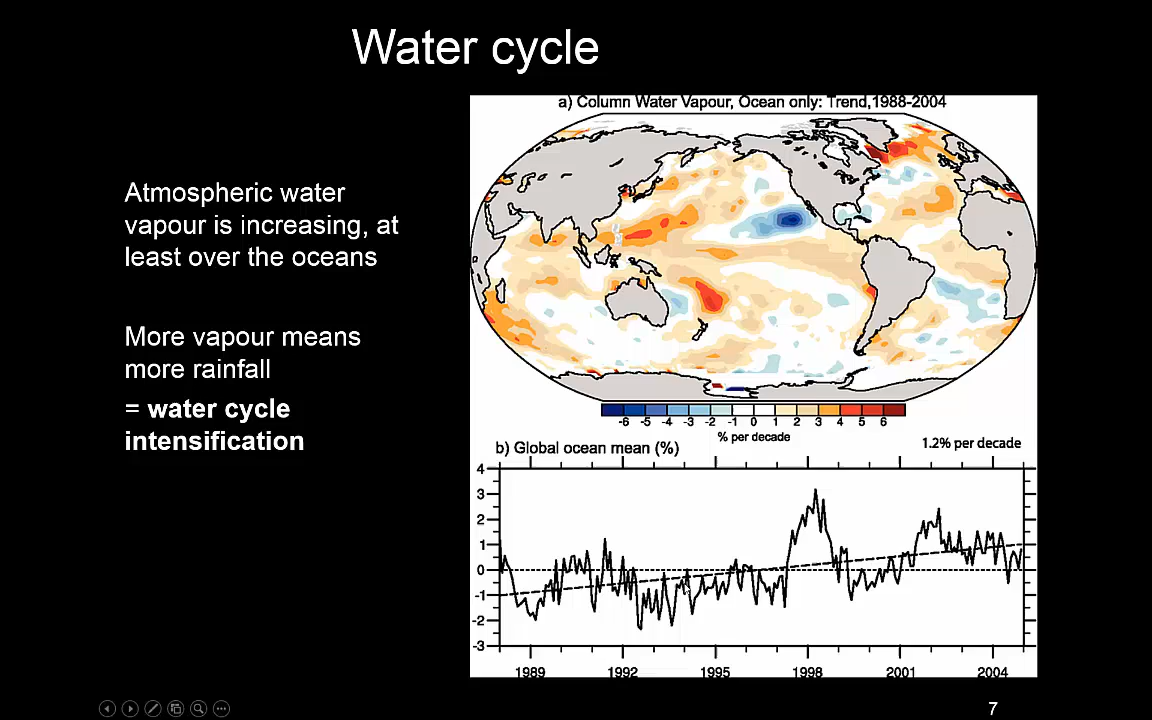 Water cycle
a) Column Water Vapour, Ocean only: Trend,1988-2004
Atmospheric water
vapour is increasing, at
least over the oceans
More vapour means
more rainfall
= water cycle
intensification
-6 -5 -4 -3 -2 -1 0 1 2 3 4 5 6
% per decade
b) Global ocean mean (%)
1.2% per decade
4
3
2
1
0
-1
-2
-3
1989 1992 1995 1998 2001 2004
7